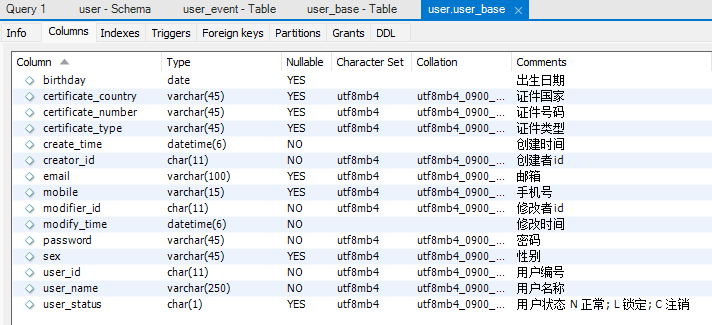 Query 1 user - Schema user_event - Table user_base - Table user.user_base ×
Info Columns Indexes Triggers Foreign keys Partitions Grants DDL
Column Type Nullable Character Set Collation Comments
birthday date YES 出生日期
certificate_country varchar(45) YES utf8mb4 utf8mb4_0900_... 证件国家
certificate_number varchar(45) YES utf8mb4 utf8mb4_0900_... 证件号码
certificate_type varchar(45) YES utf8mb4 utf8mb4_0900_... 证件类型
create_time datetime(6) NO 创建时间
creator_id char(11) NO utf8mb4 utf8mb4_0900_... 创建者id
email varchar(100) YES utf8mb4 utf8mb4_0900_... 邮箱
mobile varchar(15) YES utf8mb4 utf8mb4_0900_... 手机号
modifier_id char(11) NO utf8mb4 utf8mb4_0900_... 修改者id
modify_time datetime(6) NO 修改时间
password varchar(45) NO utf8mb4 utf8mb4_0900_... 密码
sex varchar(45) YES utf8mb4 utf8mb4_0900_... 性别
user_id char(11) NO utf8mb4 utf8mb4_0900_... 用户编号
user_name varchar(250) NO utf8mb4 utf8mb4_0900_... 用户名称
user_status char(1) YES utf8mb4 utf8mb4_0900_... 用户状态 N 正常; L 锁定; C 注销